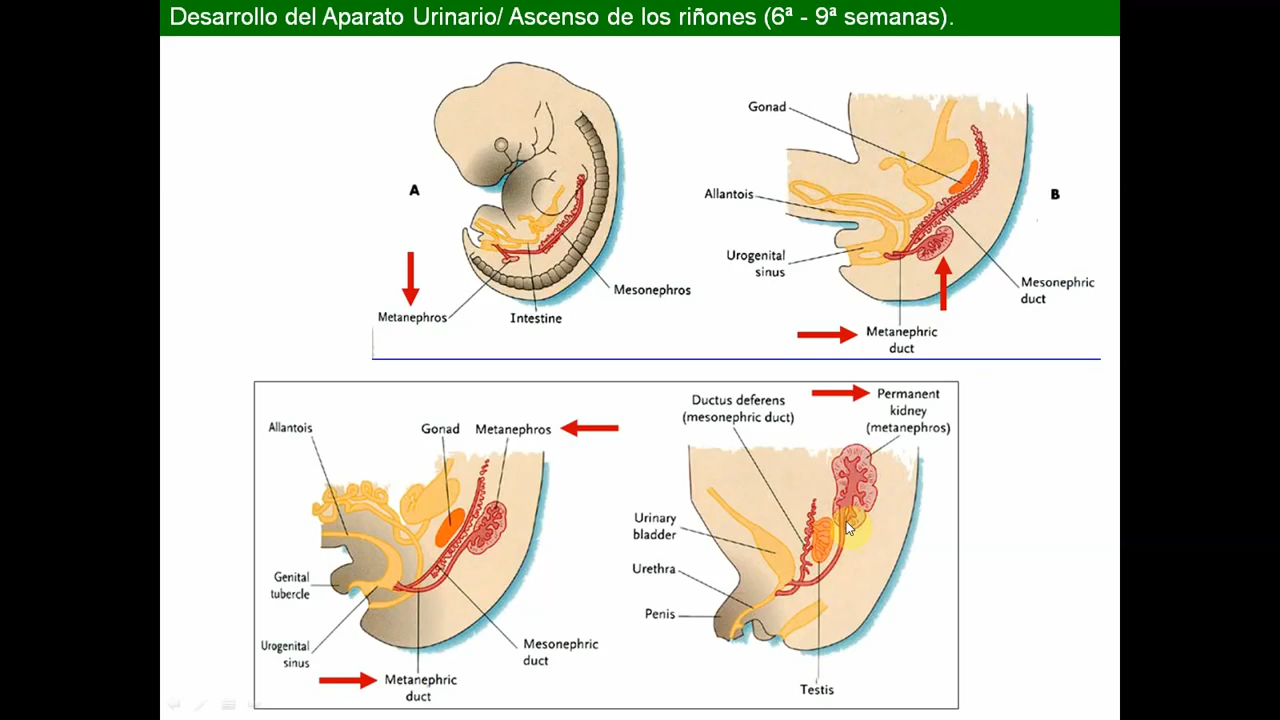 Desarrollo del Aparato Urinario/ Ascenso de los riñones (6ª - 9ª semanas).
A
Metanephros
Intestine
Mesonephros
Gonad
Allantois
Urogenital
sinus
B
Mesonephric
duct
Metanephric
duct
Allantois
Gonad
Metanephros
Genital
tubercle
Urogenital
sinus
Metanephric
duct
Mesonephric
duct
Ductus deferens
(mesonephric duct)
Permanent
kidney
(metanephros)
Urinary
bladder
Urethra
Penis
Testis